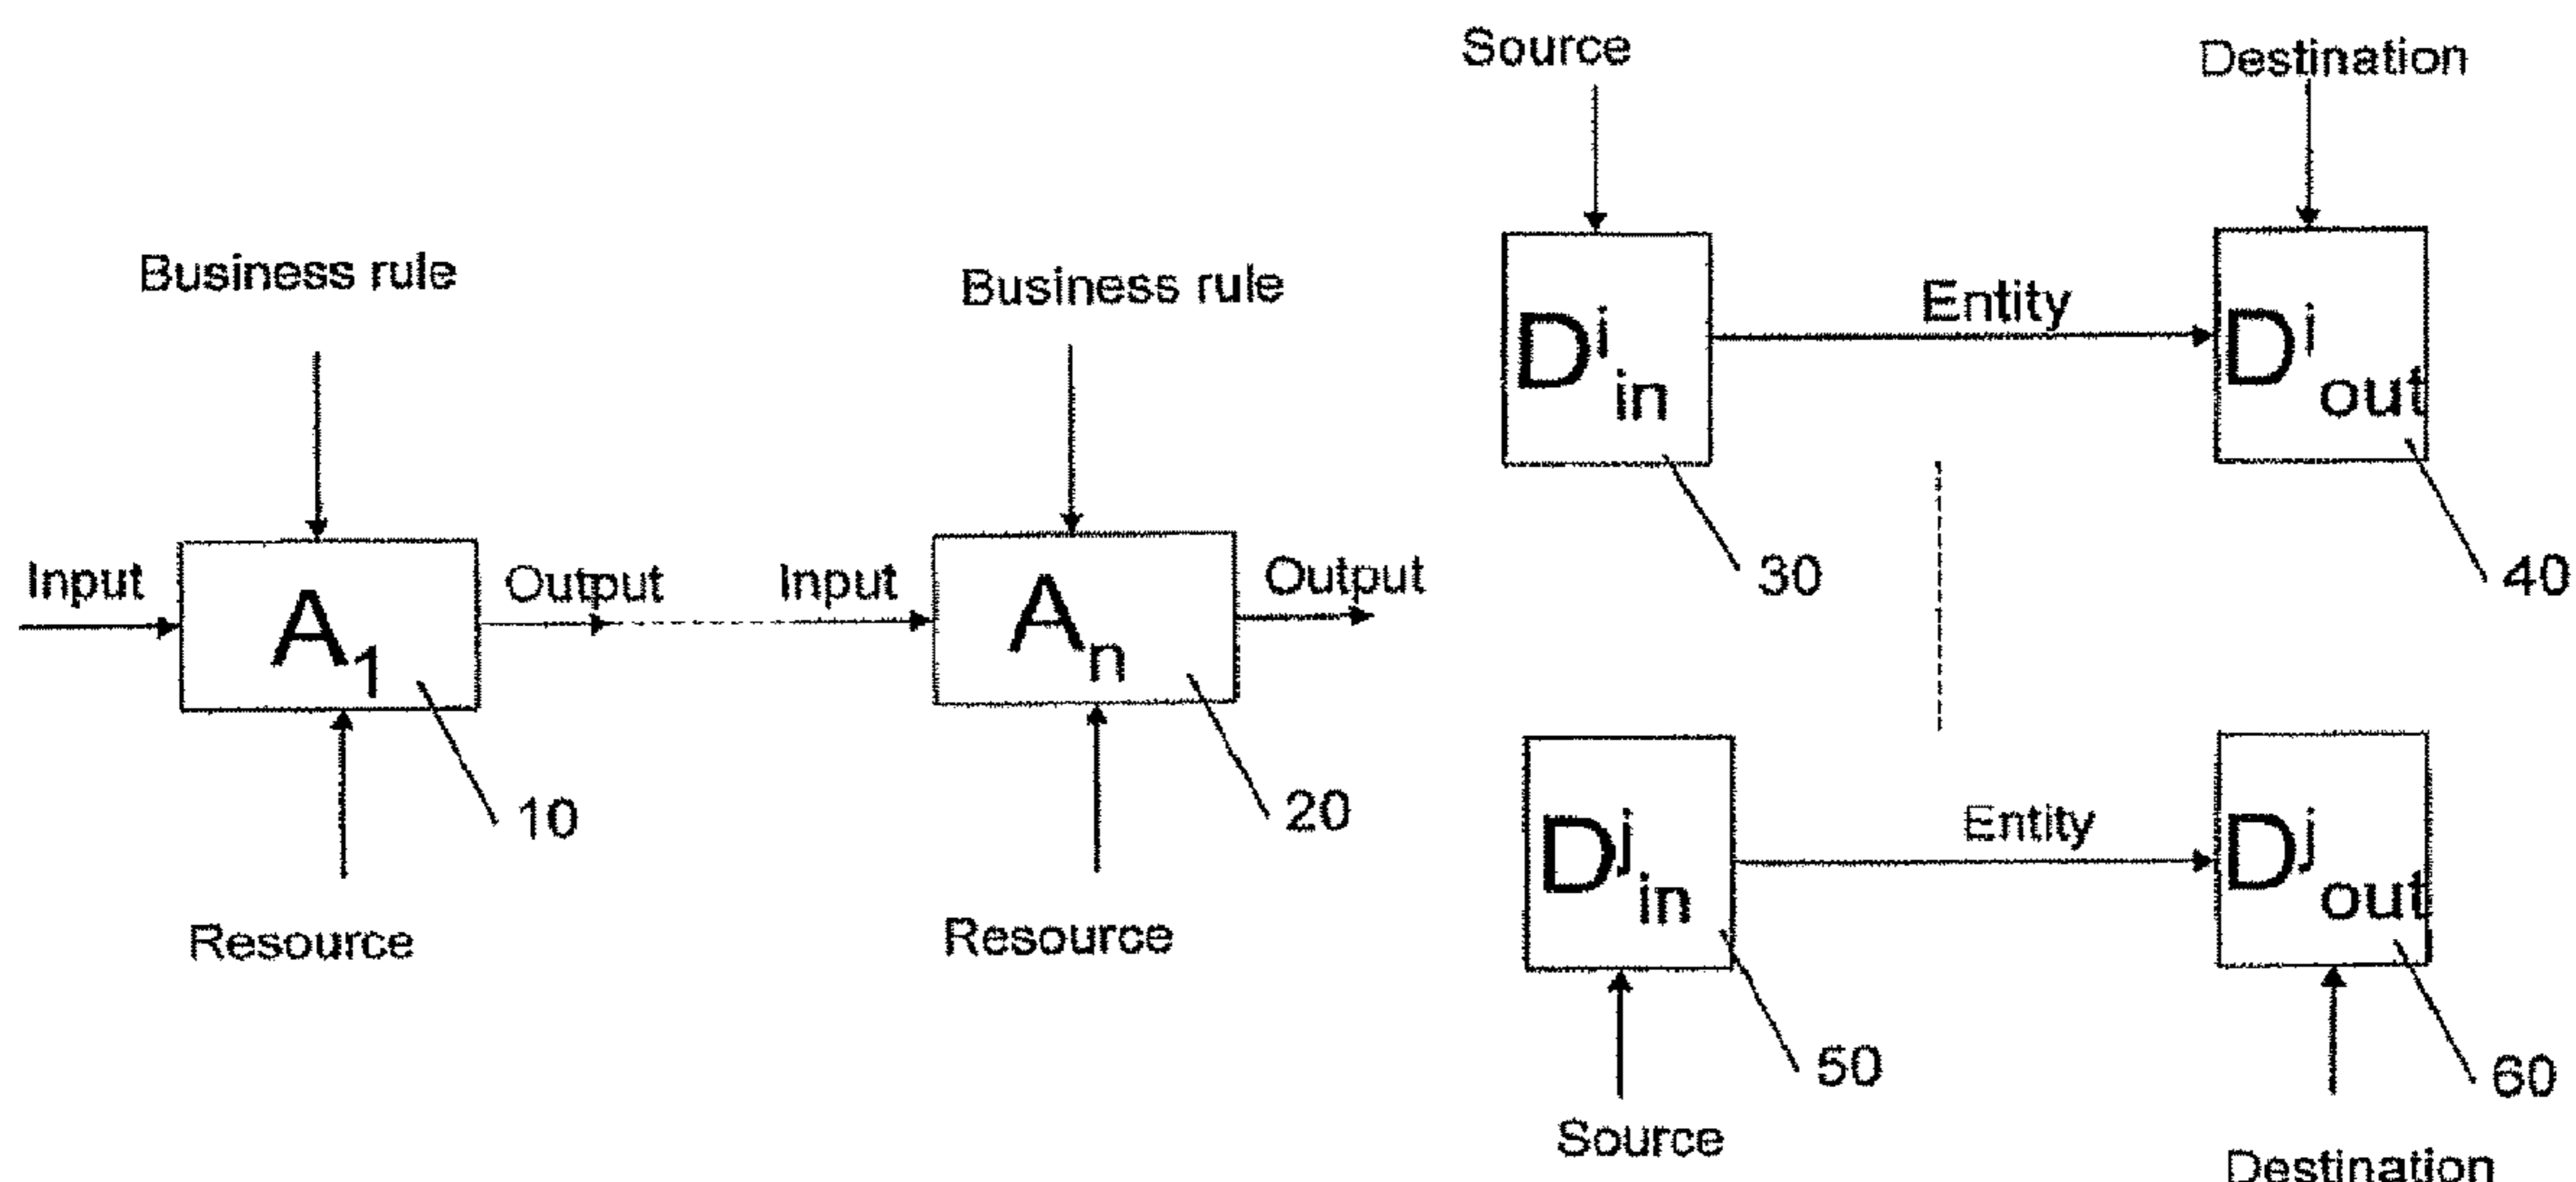 Business rule
Input
A1
Output
10
Resource
Business rule
Input
An
Output
20
Resource
Source
Destination
Entity
Di in
Di out
30
40
Entity
Dj in
Dj out
50
60
Source
Destination